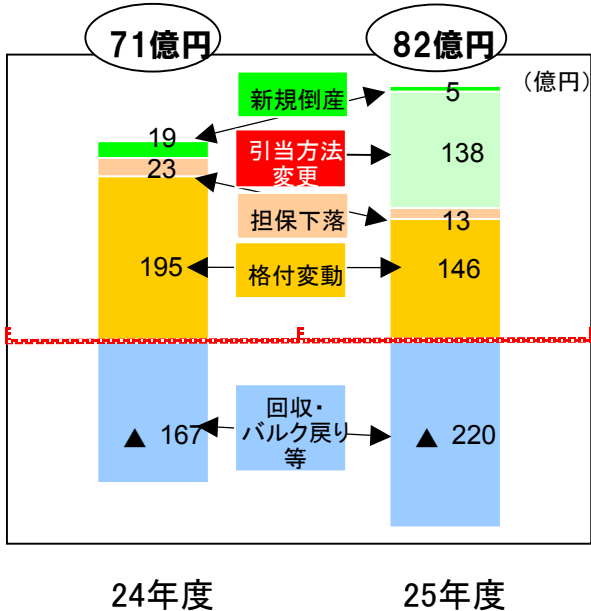 71億円
82億円
(億円)
新規倒産
5
19
引当方法
変更
138
23
担保下落
13
195
格付変動
146
回収・
バルク戻り
等
▲ 167
▲ 220
24年度
25年度